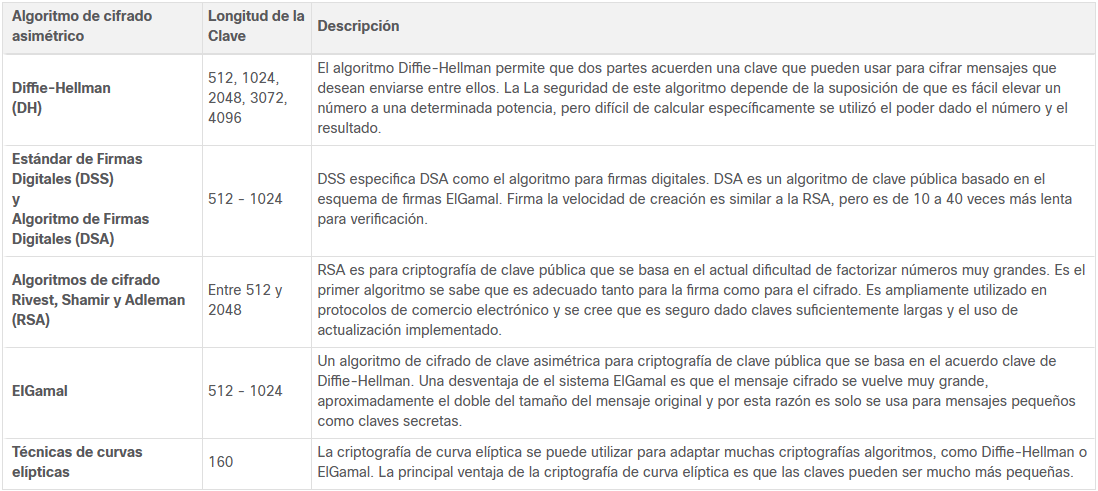 Algoritmo de cifrado
asimétrico
Longitud de la
Clave
Descripción
Diffie-Hellman
(DH)
512, 1024,
2048, 3072,
4096
El algoritmo Diffie-Hellman permite que dos partes acuerden una clave que pueden usar para cifrar mensajes que
desean enviarse entre ellos. La La seguridad de este algoritmo depende de la suposición de que es fácil elevar un
número a una determinada potencia, pero difícil de calcular específicamente se utilizó el poder dado el número y el
resultado.
Estándar de Firmas
Digitales (DSS)
y
Algoritmo de Firmas
Digitales (DSA)
512 - 1024
DSS especifica DSA como el algoritmo para firmas digitales. DSA es un algoritmo de clave pública basado en el
esquema de firmas ElGamal. Firma la velocidad de creación es similar a la RSA, pero es de 10 a 40 veces más lenta
para verificación.
Algoritmos de cifrado
Rivest, Shamir y Adleman
(RSA)
Entre 512 y
2048
RSA es para criptografía de clave pública que se basa en el actual dificultad de factorizar números muy grandes. Es el
primer algoritmo se sabe que es adecuado tanto para la firma como para el cifrado. Es ampliamente utilizado en
protocolos de comercio electrónico y se cree que es seguro dado claves suficientemente largas y el uso de
actualización implementado.
ElGamal
512 - 1024
Un algoritmo de cifrado de clave asimétrica para criptografía de clave pública que se basa en el acuerdo clave de
Diffie-Hellman. Una desventaja de el sistema ElGamal es que el mensaje cifrado se vuelve muy grande,
aproximadamente el doble del tamaño del mensaje original y por esta razón es solo se usa para mensajes pequeños
como claves secretas.
Técnicas de curvas
elípticas
160
La criptografía de curva elíptica se puede utilizar para adaptar muchas criptografías algoritmos, como Diffie-Hellman o
ElGamal. La principal ventaja de la criptografía de curva elíptica es que las claves pueden ser mucho más pequeñas.